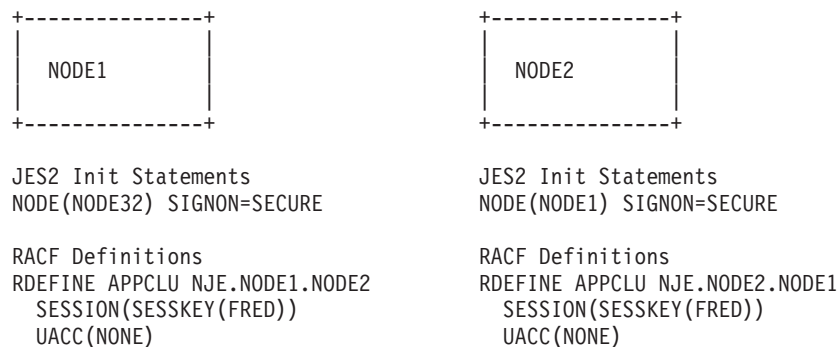 +---------------+ +---------------+
| | | |
| NODE1 | | NODE2 |
| | | |
+---------------+ +---------------+
JES2 Init Statements JES2 Init Statements
NODE(NODE32) SIGNON=SECURE NODE(NODE1) SIGNON=SECURE
RACF Definitions RACF Definitions
RDEFINE APPCLU NJE.NODE1.NODE2 RDEFINE APPCLU NJE.NODE2.NODE1
SESSION(SESSKEY(FRED)) SESSION(SESSKEY(FRED))
UACC(NONE) UACC(NONE)